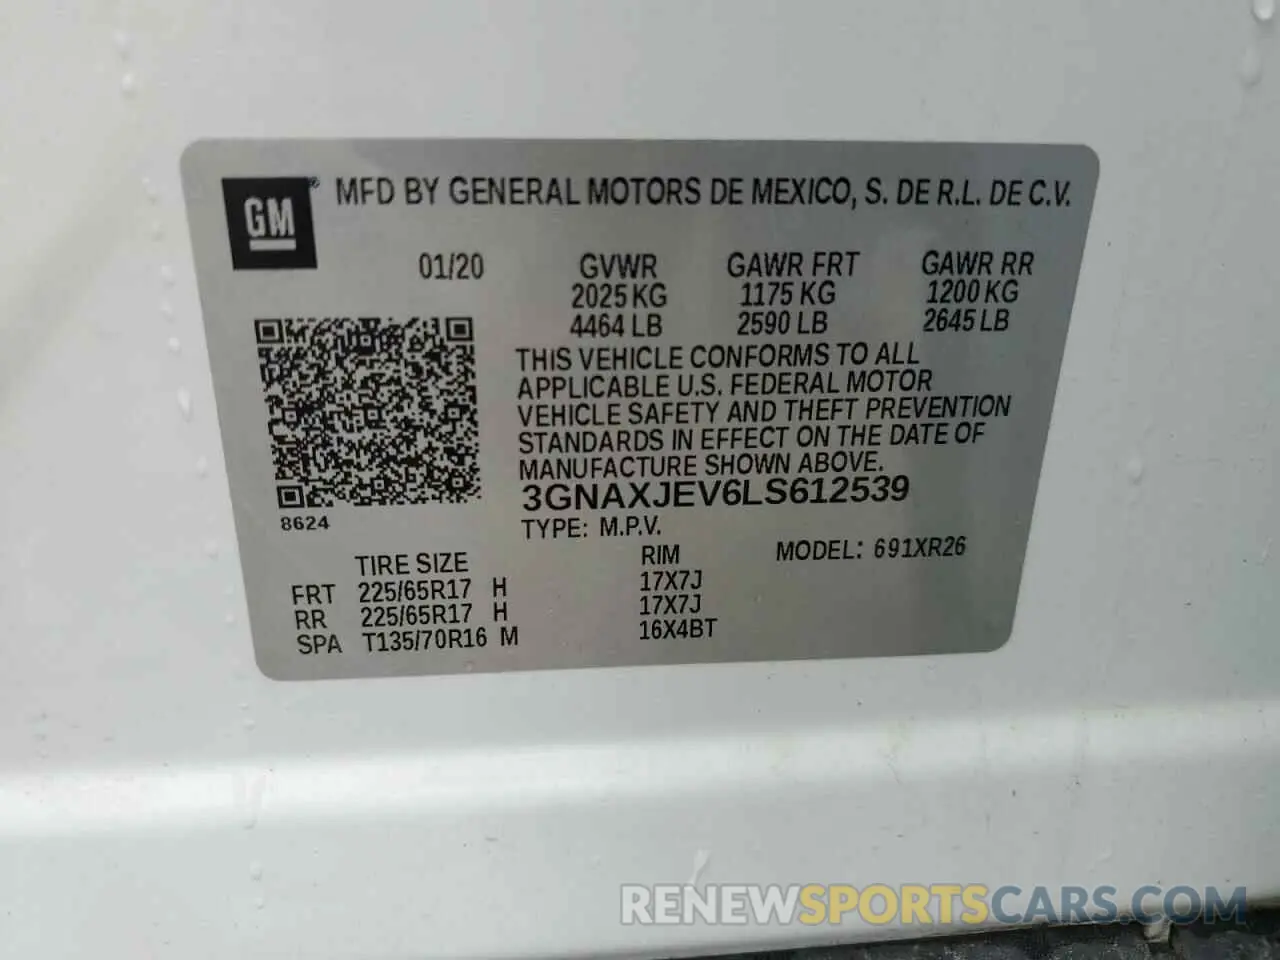 GM® MFD BY GENERAL MOTORS DE MEXICO, S. DE R.L. DE C.V.
01/20 GVWR GAWR FRT GAWR RR
2025 KG 1175 KG 1200 KG
4464 LB 2590 LB 2645 LB
THIS VEHICLE CONFORMS TO ALL
APPLICABLE U.S. FEDERAL MOTOR
VEHICLE SAFETY AND THEFT PREVENTION
STANDARDS IN EFFECT ON THE DATE OF
MANUFACTURE SHOWN ABOVE.
3GNAXJEV6LS612539
8624
TYPE: M.P.V.
TIRE SIZE RIM MODEL: 691XR26
FRT 225/65R17 H 17X7J
RR 225/65R17 H 17X7J
SPA T135/70R16 M 16X4BT
RENEWSPORTSCARS.COM